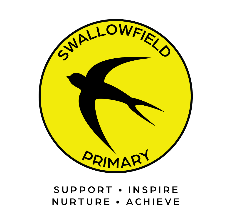 SWALLOWFIELD
PRIMARY
SUPPORT • INSPIRE
NURTURE • ACHIEVE